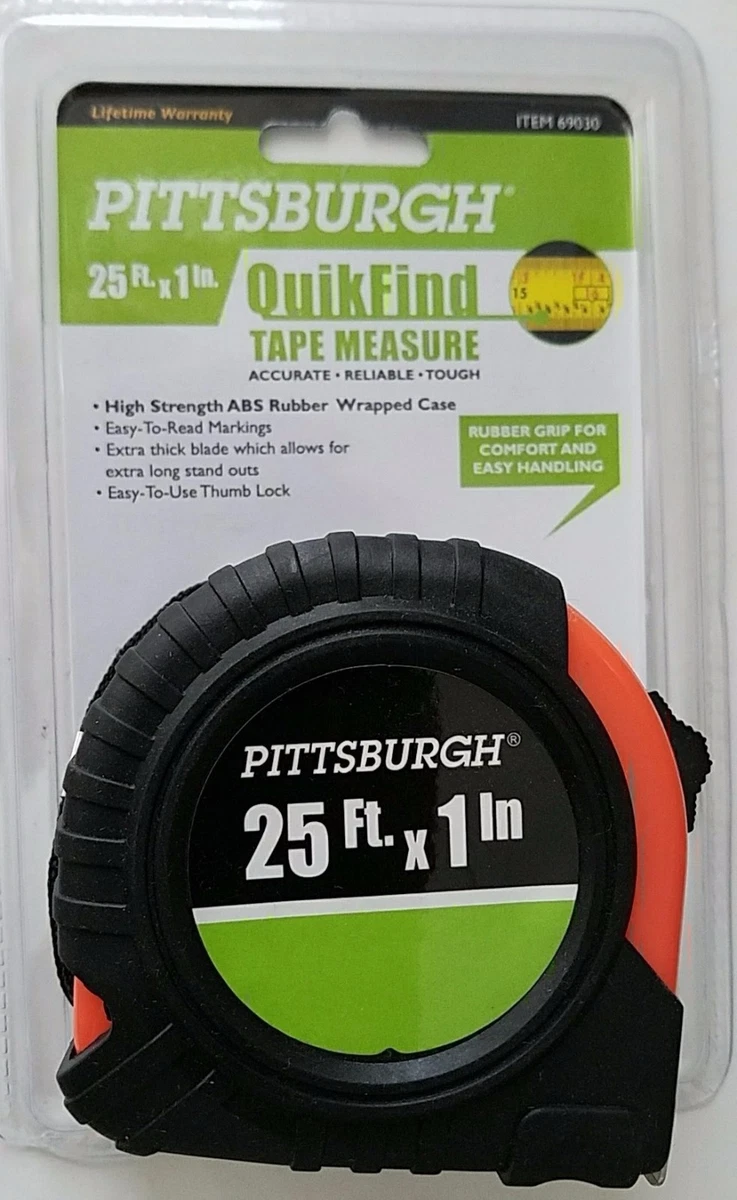 Lifetime Warranty
ITEM 69030
PITTSBURGH®
25 Ft. x 1 In.
QuikFind
TAPE MEASURE
ACCURATE • RELIABLE • TOUGH
15
• High Strength ABS Rubber Wrapped Case
• Easy-To-Read Markings
• Extra thick blade which allows for
extra long stand outs
• Easy-To-Use Thumb Lock
RUBBER GRIP FOR
COMFORT AND
EASY HANDLING
PITTSBURGH®
25 Ft. x 1 In